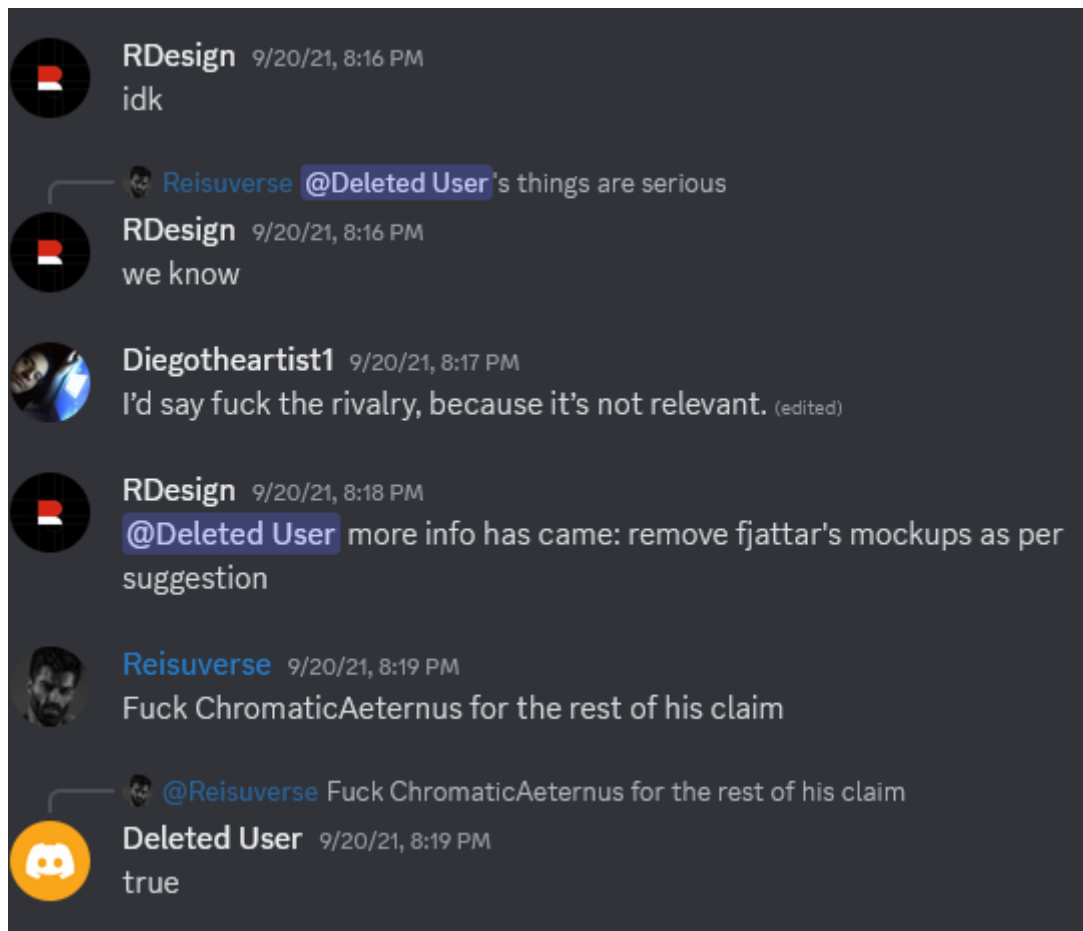 RDesign 9/20/21, 8:16 PM
idk
Reisuverse @Deleted User's things are serious
RDesign 9/20/21, 8:16 PM
we know
Diegotheartist1 9/20/21, 8:17 PM
I’d say fuck the rivalry, because it’s not relevant. (edited)
RDesign 9/20/21, 8:18 PM
@Deleted User more info has came: remove fjattar's mockups as per
suggestion
Reisuverse 9/20/21, 8:19 PM
Fuck ChromaticAeternus for the rest of his claim
@Reisuverse Fuck ChromaticAeternus for the rest of his claim
Deleted User 9/20/21, 8:19 PM
true